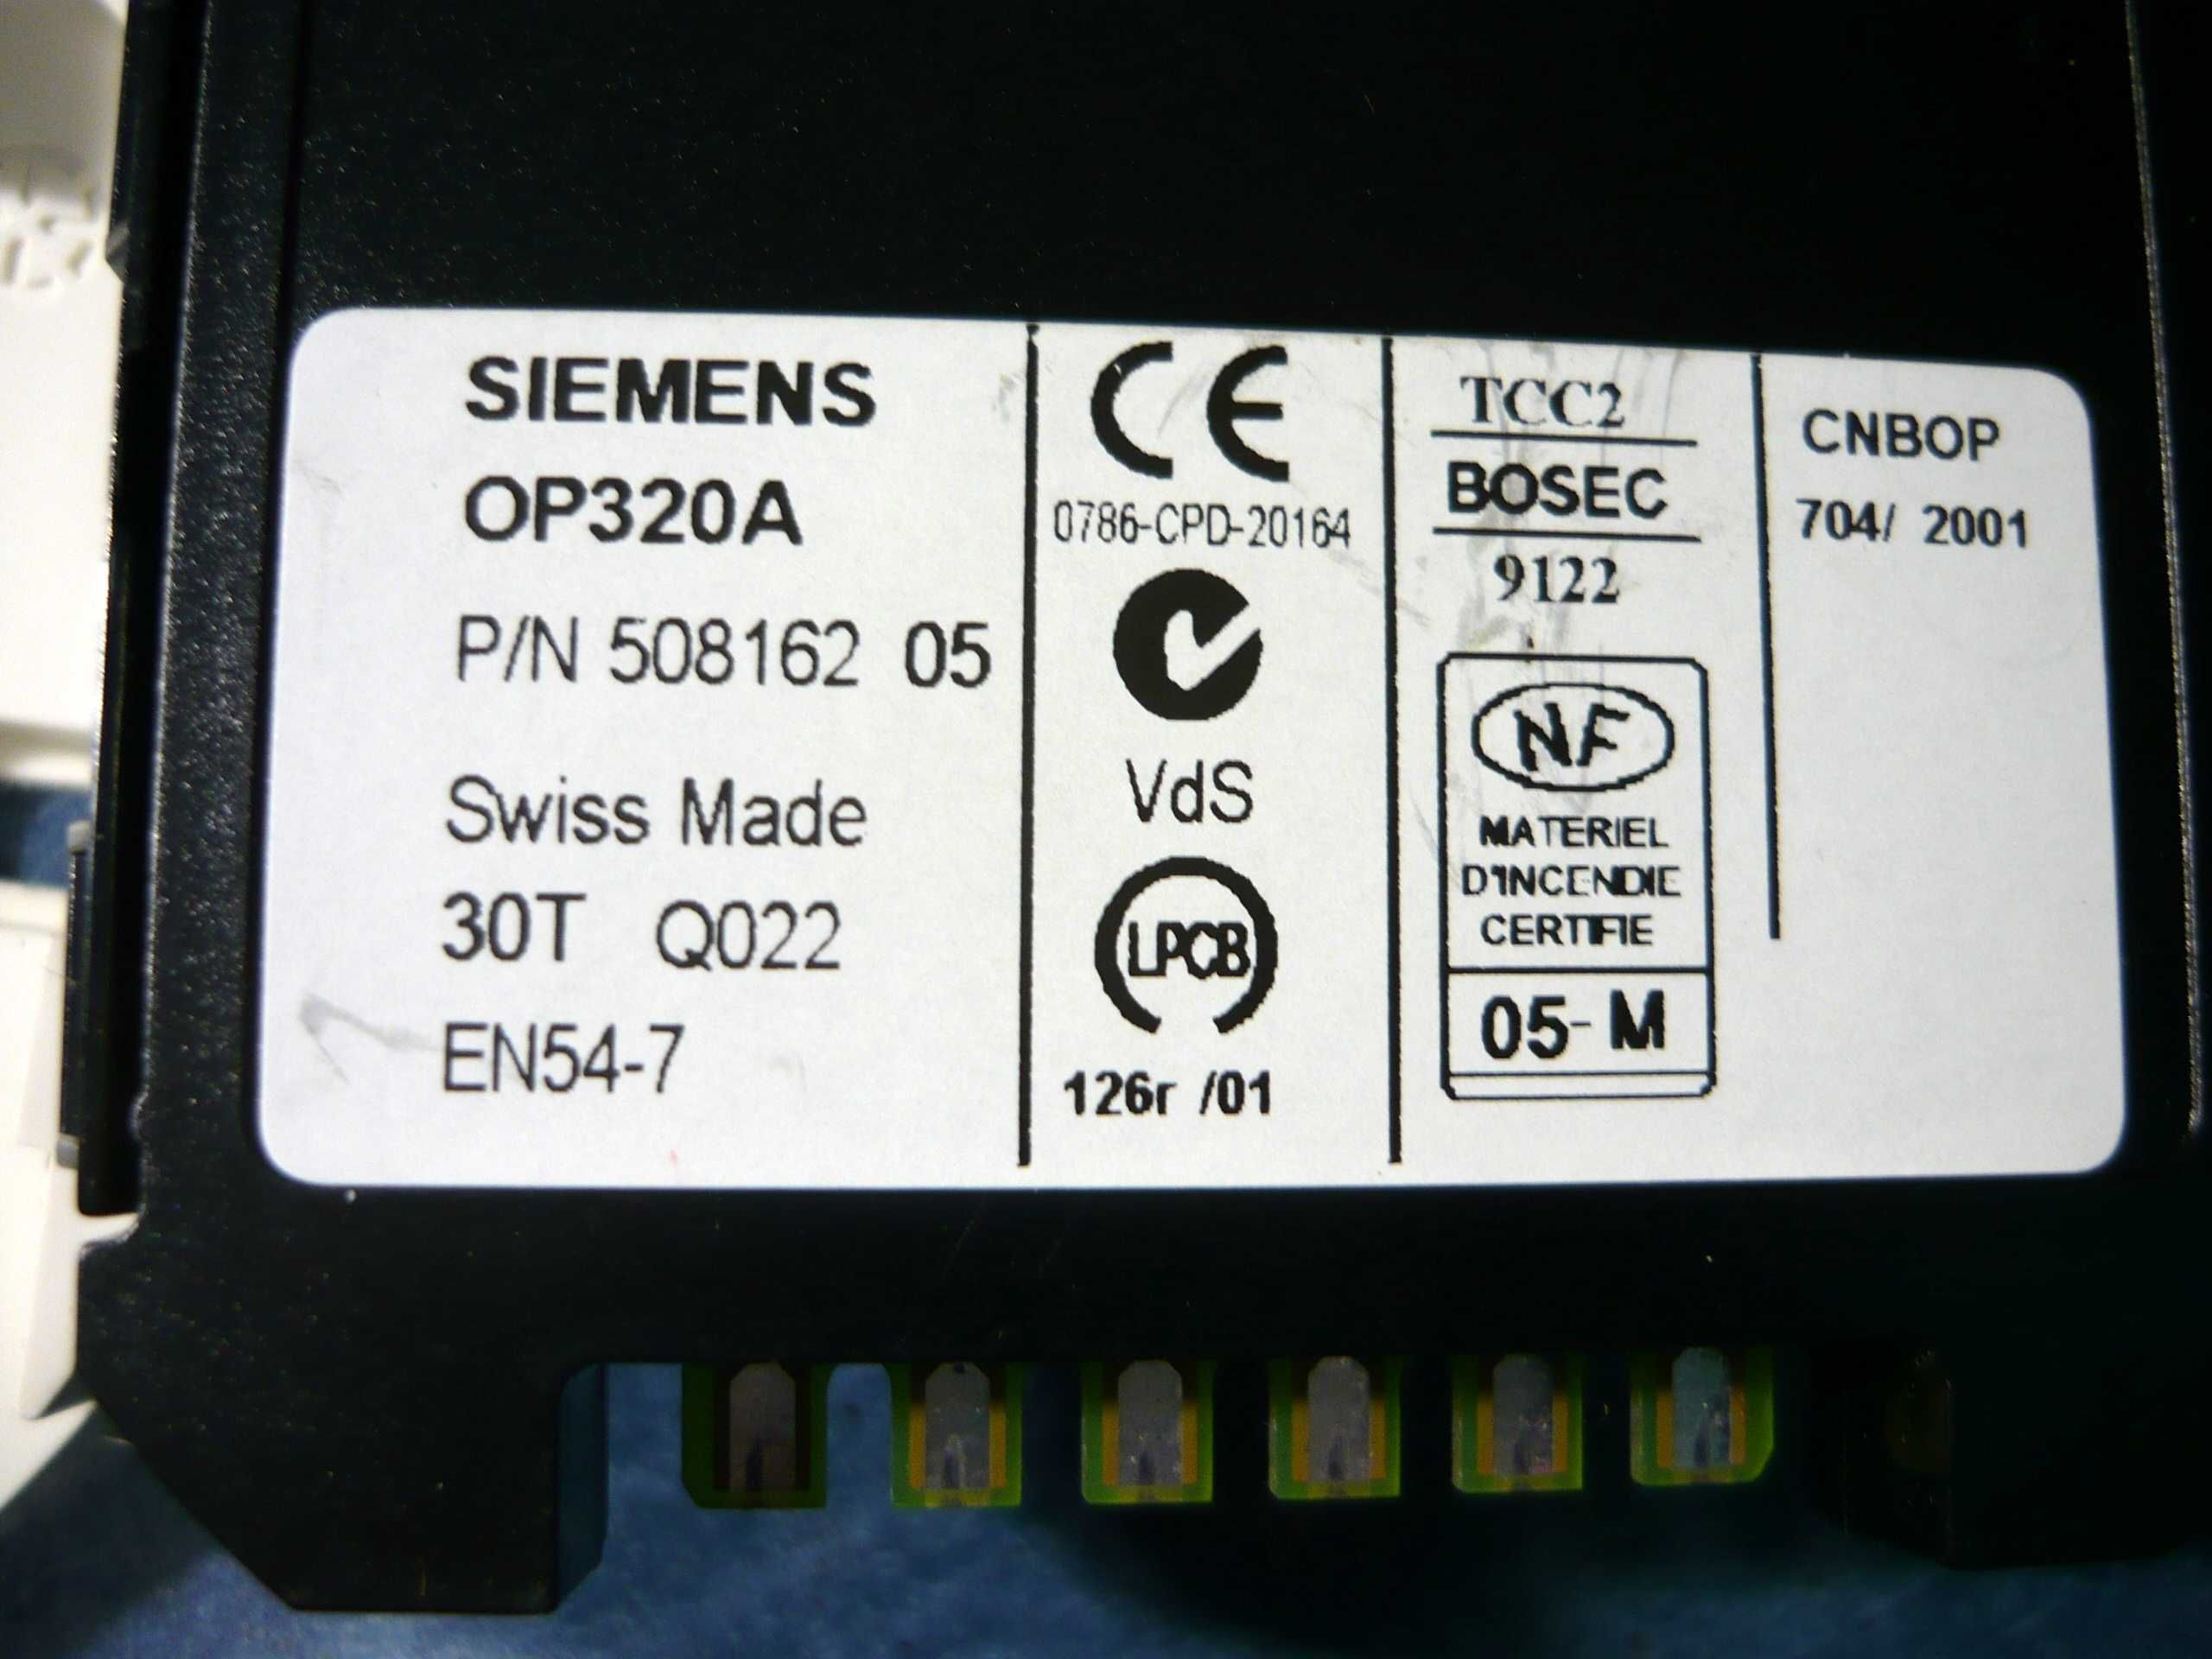 SIEMENS
OP320A
P/N 508162 05
Swiss Made
30T Q022
EN54-7
CE
0786-CPD-20164
VdS
LPCB
126r /01
TCC2
BOSEC
9122
NF
MATERIEL
D'INCENDIE
CERTIFIE
05-M
CNBOP
704/ 2001